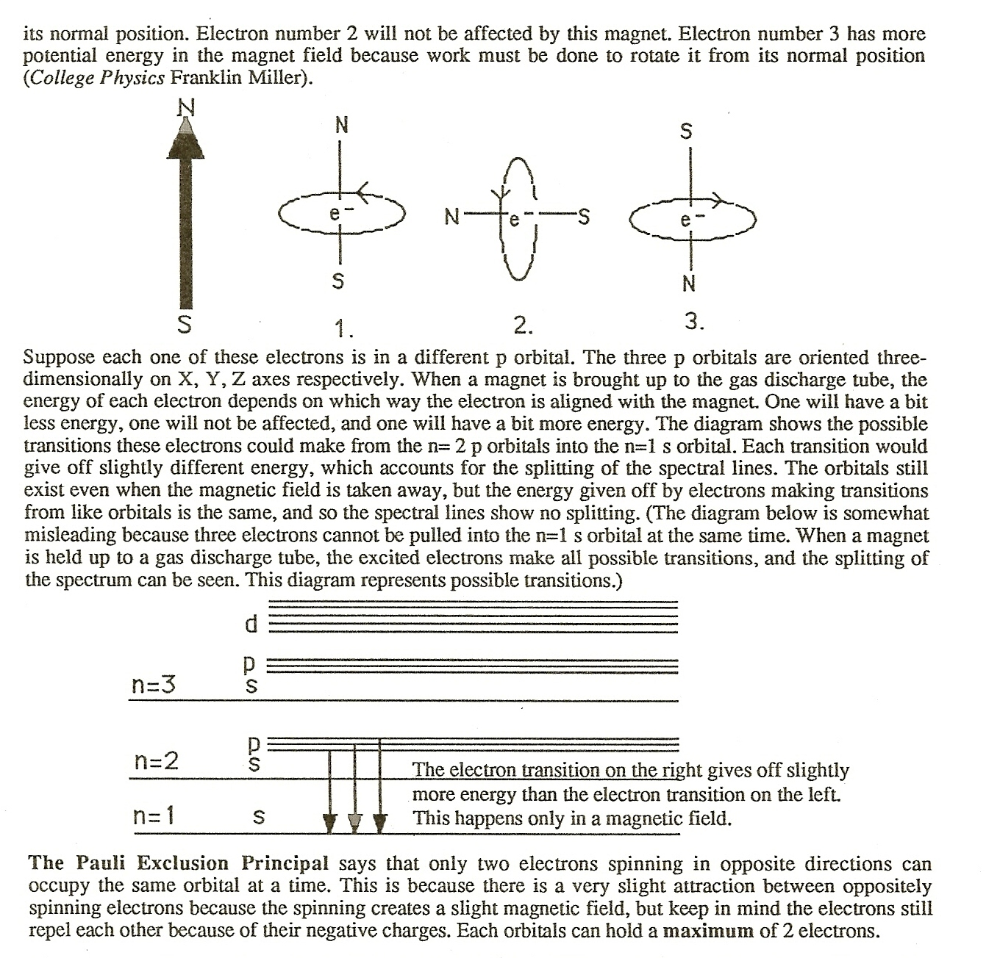 its normal position. Electron number 2 will not be affected by this magnet. Electron number 3 has more
potential energy in the magnet field because work must be done to rotate it from its normal position
(College Physics Franklin Miller).
N
N
S
e-
N
e-
S
e-
S
N
S
1.
2.
3.
Suppose each one of these electrons is in a different p orbital. The three p orbitals are oriented three-
dimensionally on X, Y, Z axes respectively. When a magnet is brought up to the gas discharge tube, the
energy of each electron depends on which way the electron is aligned with the magnet. One will have a bit
less energy, one will not be affected, and one will have a bit more energy. The diagram shows the possible
transitions these electrons could make from the n= 2 p orbitals into the n=1 s orbital. Each transition would
give off slightly different energy, which accounts for the splitting of the spectral lines. The orbitals still
exist even when the magnetic field is taken away, but the energy given off by electrons making transitions
from like orbitals is the same, and so the spectral lines show no splitting. (The diagram below is somewhat
misleading because three electrons cannot be pulled into the n=1 s orbital at the same time. When a magnet
is held up to a gas discharge tube, the excited electrons make all possible transitions, and the splitting of
the spectrum can be seen. This diagram represents possible transitions.)
d
p
n=3 s
p
n=2 s
The electron transition on the right gives off slightly
more energy than the electron transition on the left.
n=1 s
This happens only in a magnetic field.
The Pauli Exclusion Principal says that only two electrons spinning in opposite directions can
occupy the same orbital at a time. This is because there is a very slight attraction between oppositely
spinning electrons because the spinning creates a slight magnetic field, but keep in mind the electrons still
repel each other because of their negative charges. Each orbitals can hold a maximum of 2 electrons.